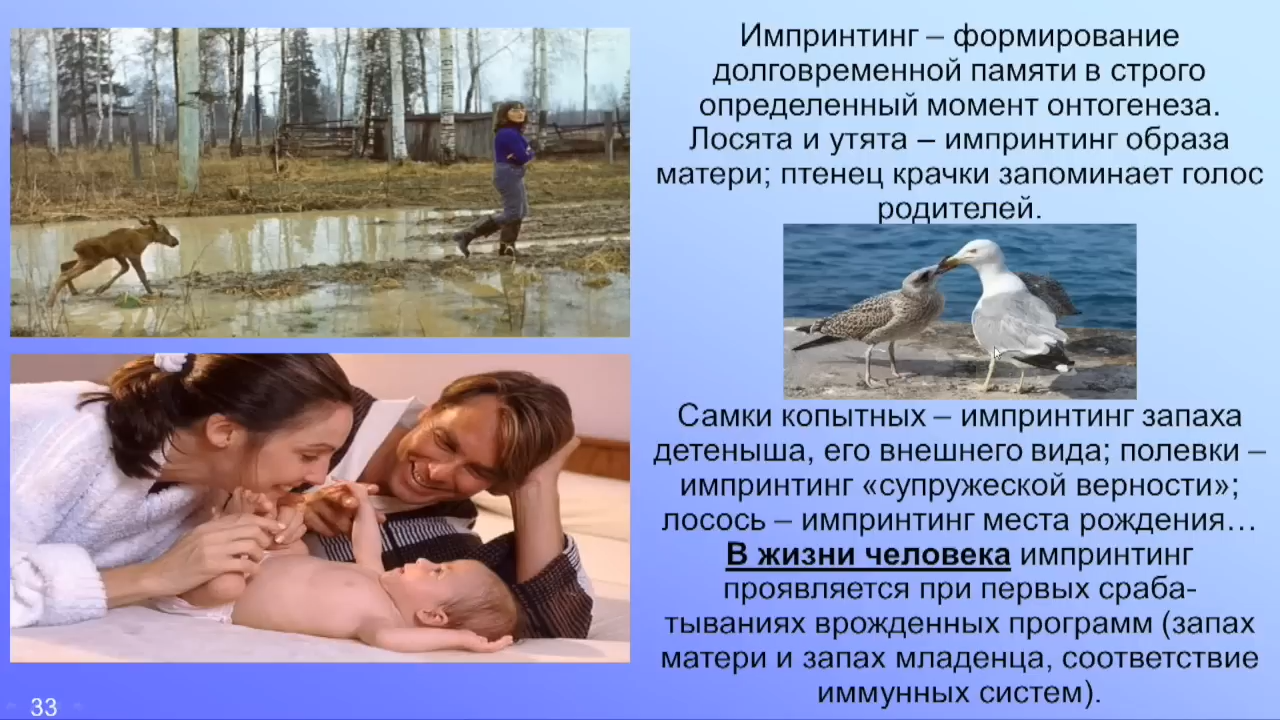 Импринтинг – формирование
долговременной памяти в строго
определенный момент онтогенеза.
Лосята и утята – импринтинг образа
матери; птенец крачки запоминает голос
родителей.
Самки копытных – импринтинг запаха
детеныша, его внешнего вида; полевки –
импринтинг «супружеской верности»;
лосось – импринтинг места рождения…
В жизни человека импринтинг
проявляется при первых сраба-
тываниях врожденных программ (запах
матери и запах младенца, соответствие
иммунных систем).
33